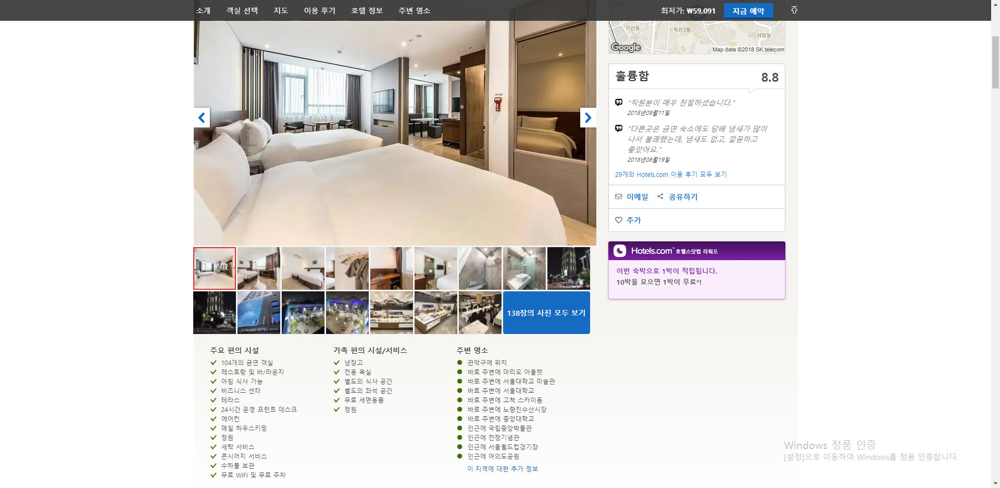 소개 객실 선택 지도 이용 후기 호텔 정보 주변 명소 최저가: ₩59,091 지금 예약
가산동 독산3동 서림동
Google Map data ©2018 SK telecom
훌륭함 8.8
“직원분이 매우 친절하셨습니다.”
2018년09월11일
“다른곳은 금연 숙소에도 담배 냄새가 많이
나서 불쾌했는데, 냄새도 없고, 깔끔하고
좋았어요.”
2018년08월19일
29개의 Hotels.com 이용 후기 모두 보기
이메일 공유하기
추가
Hotels.com™ 호텔스닷컴 리워드
이번 숙박으로 1박이 적립됩니다.
10박을 모으면 1박이 무료*!
CS PREMIER HOTEL
138장의 사진 모두 보기
주요 편의 시설
104개의 금연 객실
레스토랑 및 바/라운지
아침 식사 가능
비즈니스 센터
테라스
24시간 운영 프런트 데스크
에어컨
매일 하우스키핑
정원
세탁 서비스
콘시어지 서비스
수하물 보관
무료 WiFi 및 무료 주차
가족 편의 시설/서비스
냉장고
전용 욕실
별도의 식사 공간
별도의 좌석 공간
무료 세면용품
정원
주변 명소
관악구에 위치
바로 주변에 마리오 아울렛
바로 주변에 서울대학교 미술관
바로 주변에 서울대학교
바로 주변에 고척 스카이돔
바로 주변에 노량진수산시장
바로 주변에 중앙대학교
인근에 국립중앙박물관
인근에 전쟁기념관
인근에 서울월드컵경기장
인근에 여의도공원
이 지역에 대한 추가 정보
Windows 정품 인증
[설정]으로 이동하여 Windows를 정품 인증합니다.